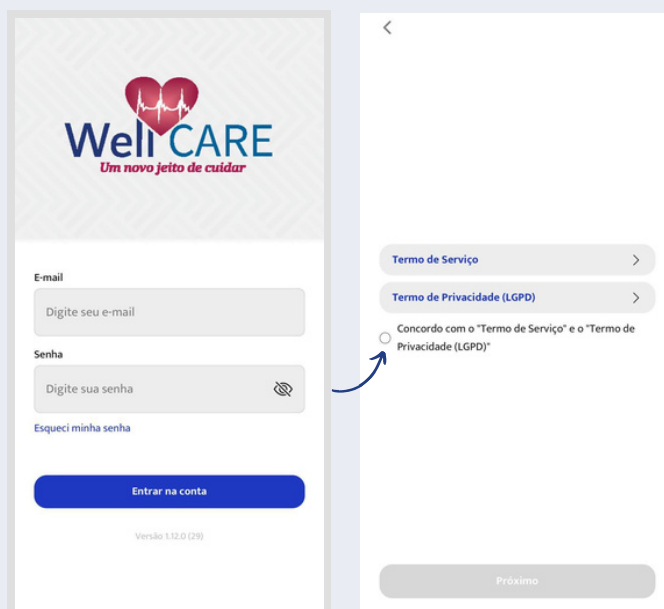 Well CARE
Um novo jeito de cuidar
E-mail
Digite seu e-mail
Senha
Digite sua senha
Esqueci minha senha
Entrar na conta
Versão 1.12.0 (29)
Termo de Serviço
Termo de Privacidade (LGPD)
Concordo com o "Termo de Serviço" e o "Termo de
Privacidade (LGPD)"
Próximo